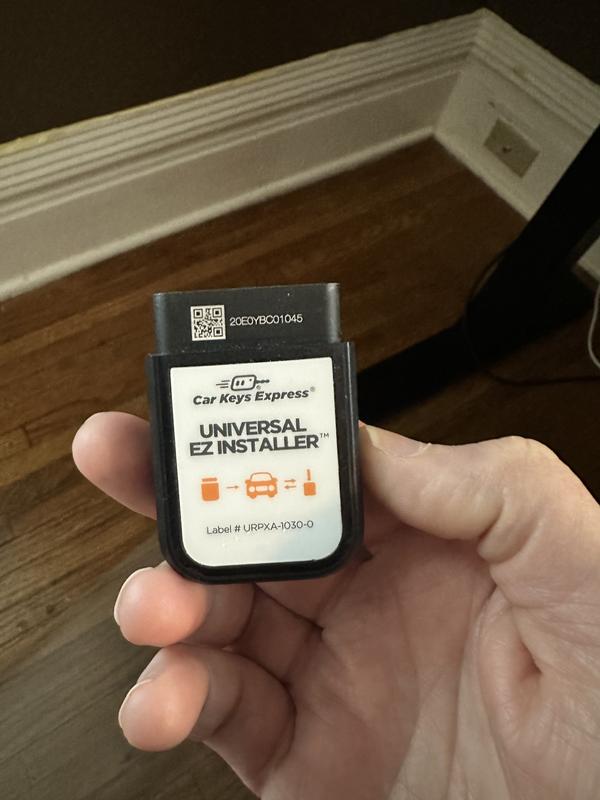 20E0YBC01045
Car Keys Express®
UNIVERSAL
EZ INSTALLER™
Label # URPXA-1030-0